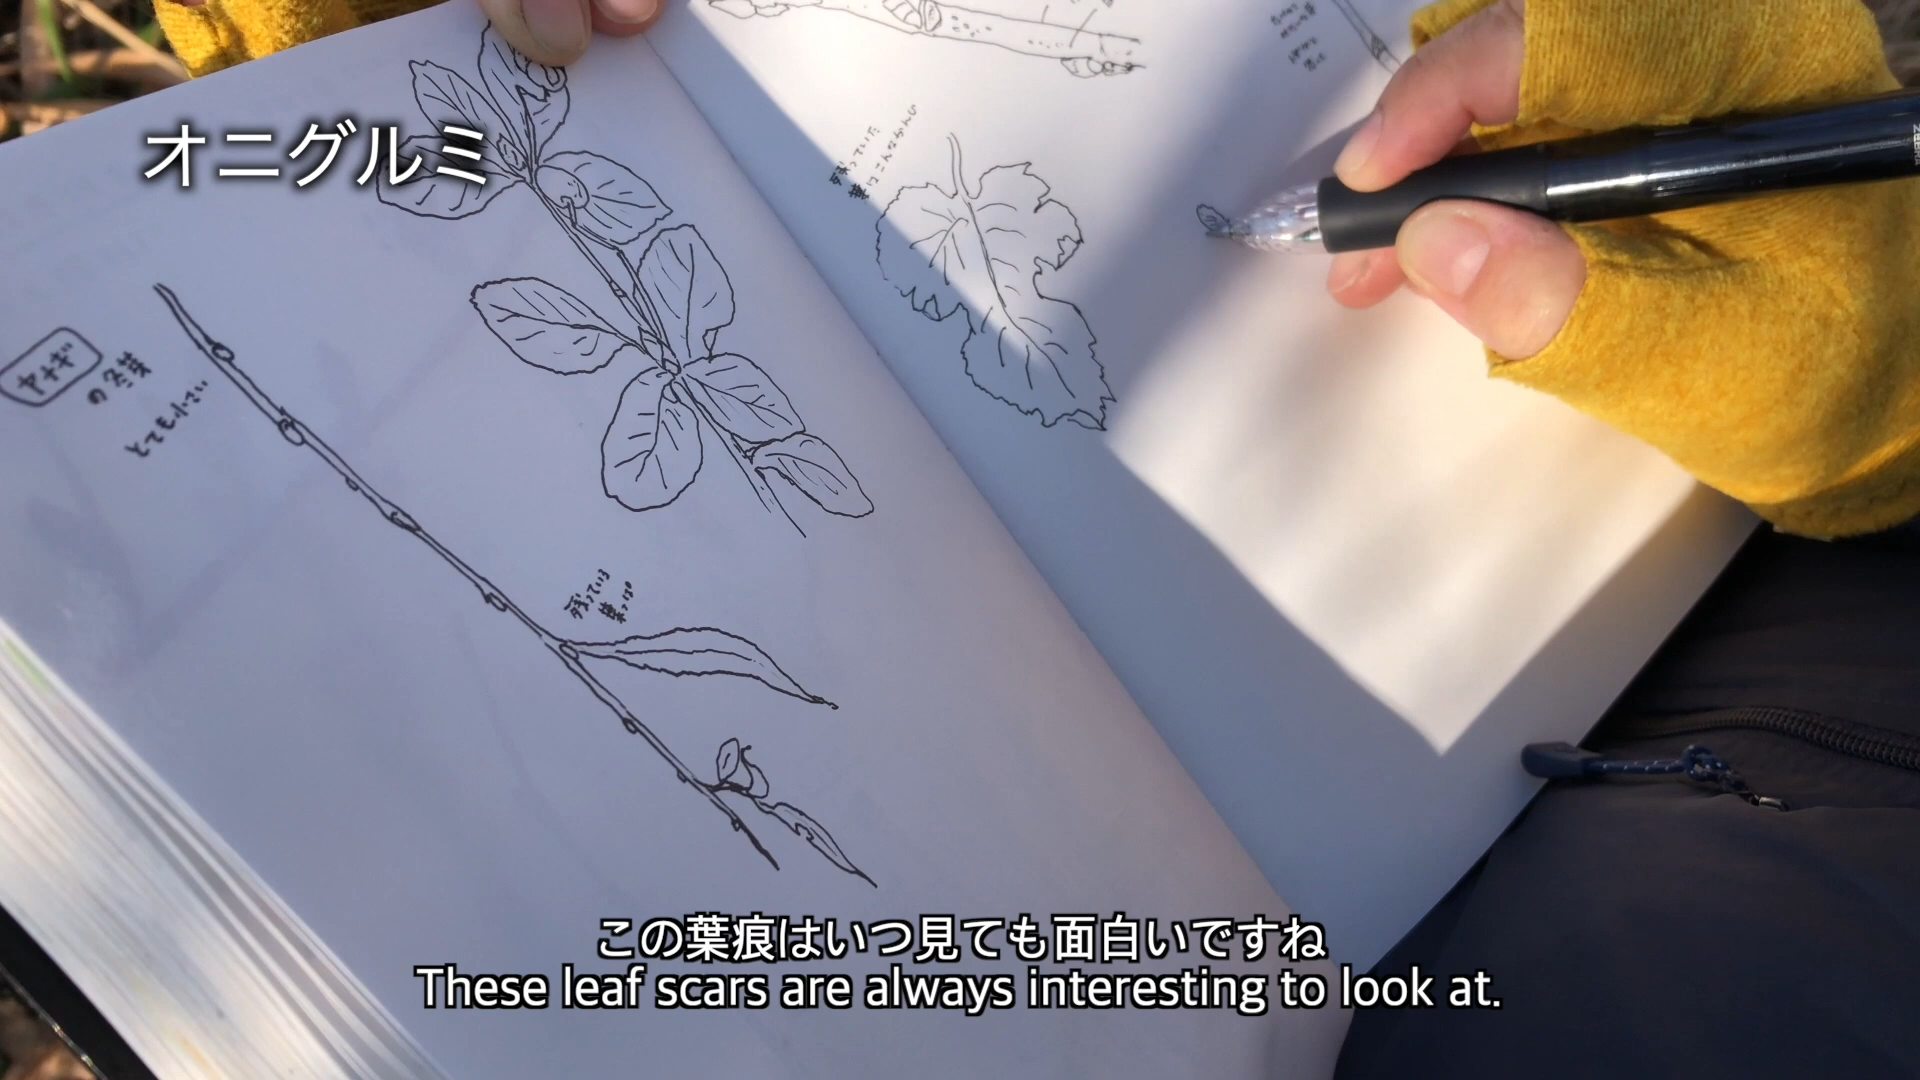 オニグルミ
ヤナギ
の冬芽
とても小さい
残っている
葉っぱ
残っていた
葉はこんなかんじ
ZEBRA
この葉痕はいつ見ても面白いですね
These leaf scars are always interesting to look at.